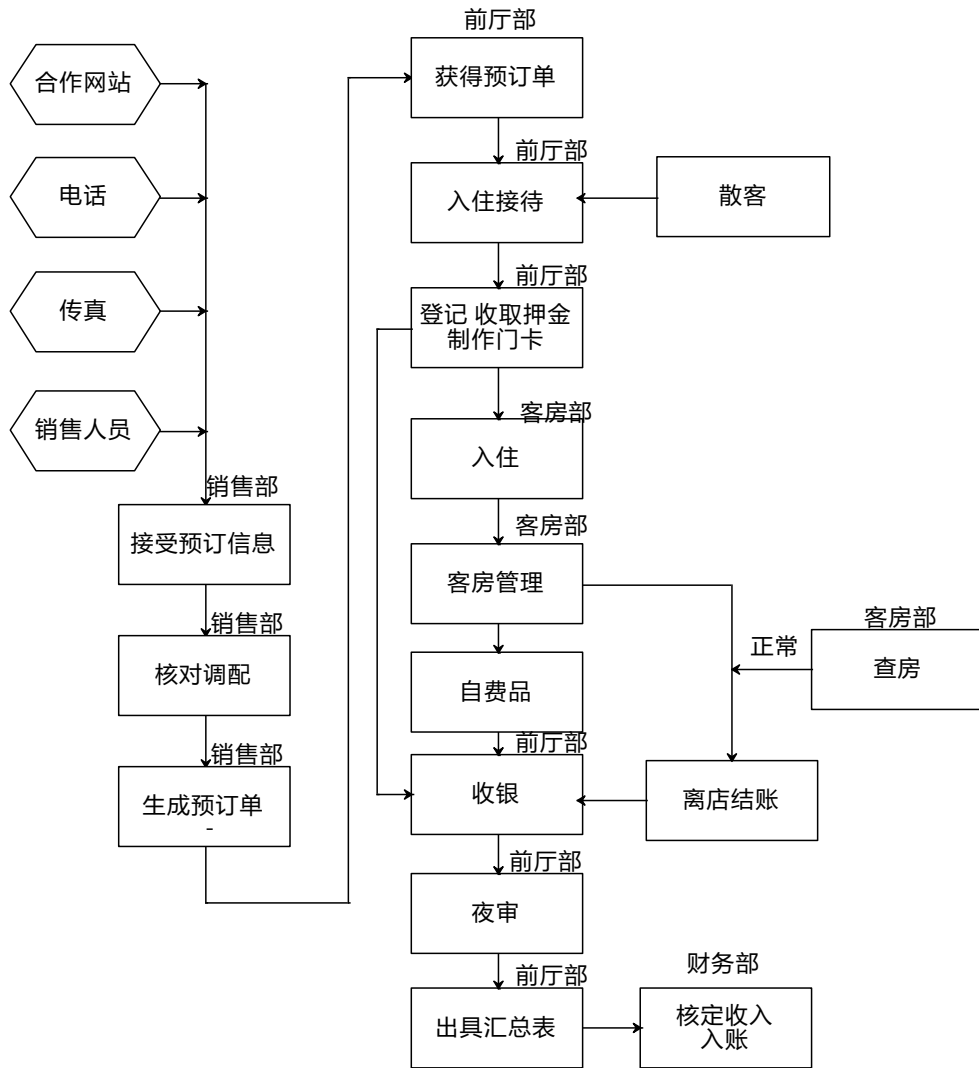 合作网站
电话
传真
销售人员
销售部
接受预订信息
销售部
核对调配
销售部
生成预订单
-
前厅部
获得预订单
前厅部
入住接待
散客
前厅部
登记 收取押金
制作门卡
客房部
入住
客房部
客房管理
客房部
正常
查房
自费品
前厅部
收银
离店结账
前厅部
夜审
前厅部
出具汇总表
财务部
核定收入
入账